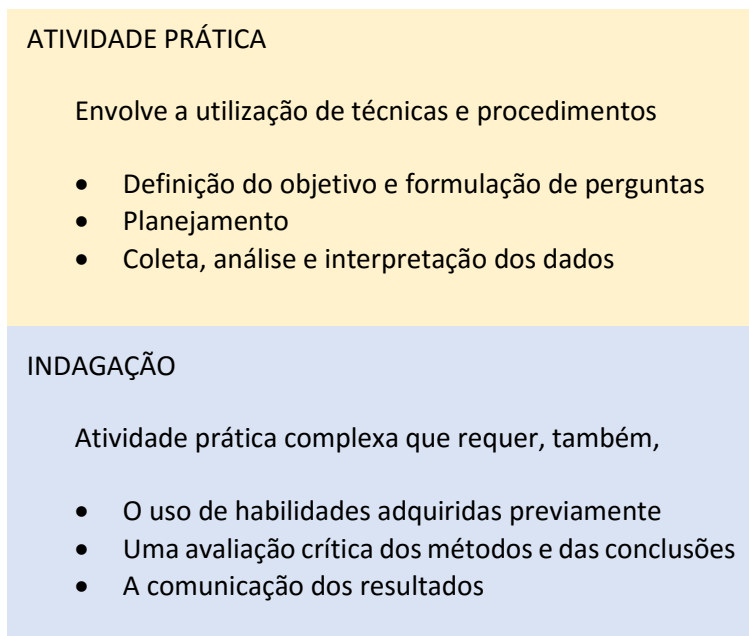 ATIVIDADE PRÁTICA
Envolve a utilização de técnicas e procedimentos
• Definição do objetivo e formulação de perguntas
• Planejamento
• Coleta, análise e interpretação dos dados
INDAGAÇÃO
Atividade prática complexa que requer, também,
• O uso de habilidades adquiridas previamente
• Uma avaliação crítica dos métodos e das conclusões
• A comunicação dos resultados